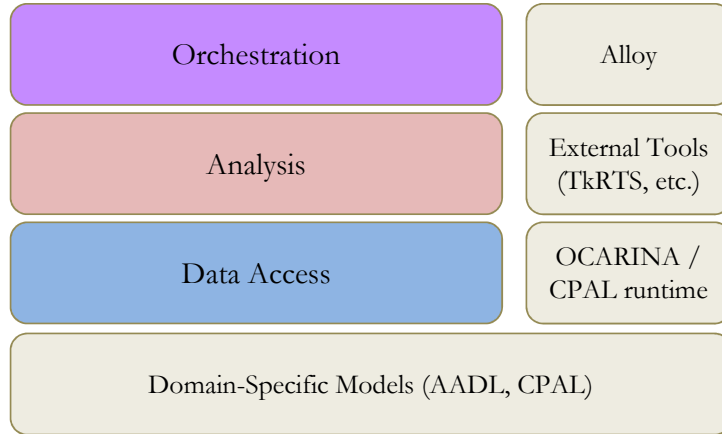 Orchestration
Alloy
Analysis
External Tools
(TkRTS, etc.)
Data Access
OCARINA /
CPAL runtime
Domain-Specific Models (AADL, CPAL)